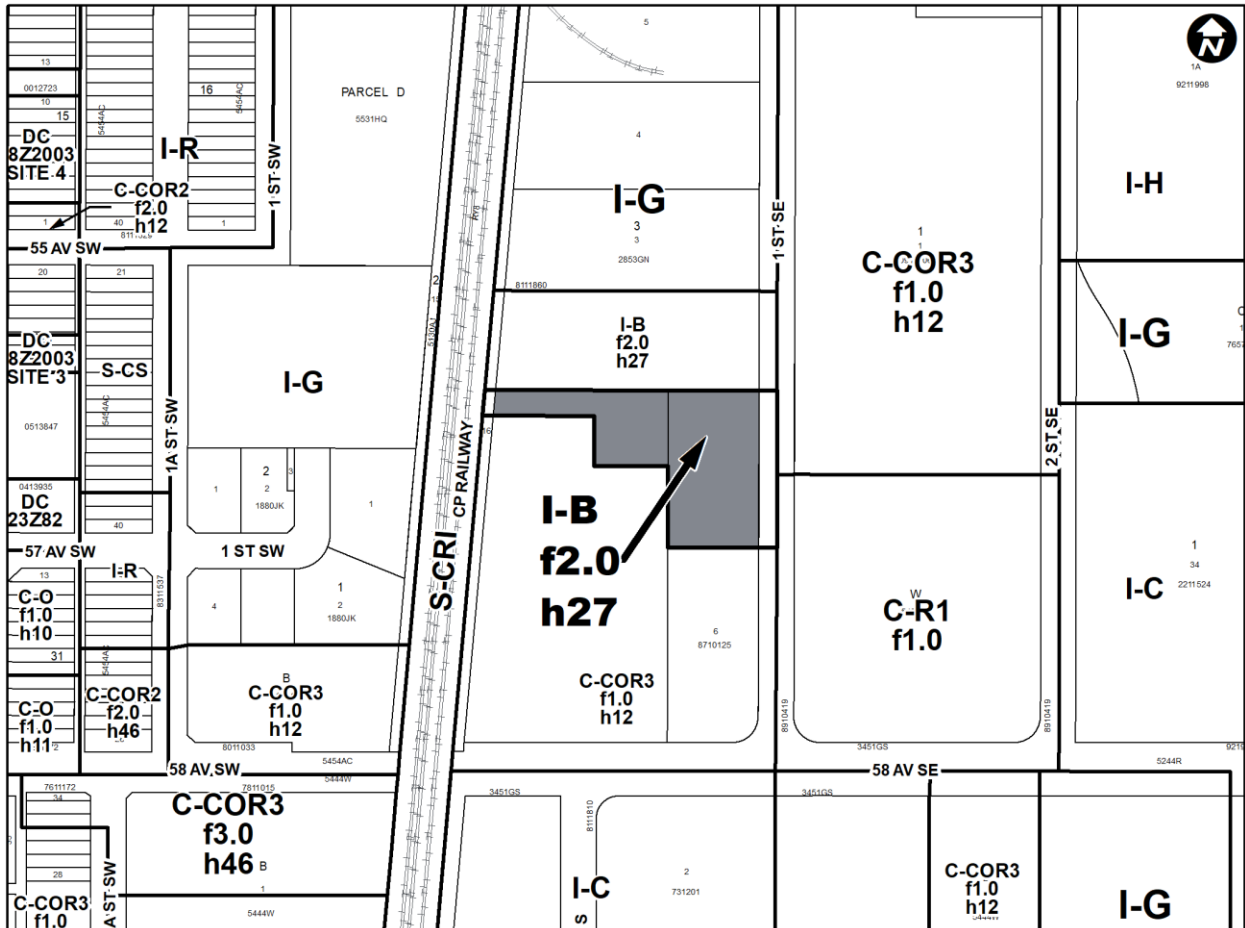 N
5
1A
9211998
13
0012723
10
15
16
5454AC
5454AC
PARCEL D
5531HQ
4
DC
8Z2003
SITE 4
I-R
1 ST SW
I-H
C-COR2
f2.0
h12
I-G
3
3
2853GN
1 ST SE
1
1
C-COR3
f1.0
h12
1
40
1
55 AV SW
20
21
2
8111860
5130AJ
I-B
f2.0
h27
I-G
DC
8Z2003
SITE 3
S-CS
5454AC
I-G
0513847
1A ST SW
CP RAILWAY
16
2 ST SE
0413935
DC
23Z82
40
1
2
2
1880JK
3
1
I-B
f2.0
h27
57 AV SW
1 ST SW
S-CRI
1
34
2211524
13
C-O
f1.0
h10
I-R
8311537
4
1
2
1880JK
I-C
W
C-R1
f1.0
31
5454AC
6
8710125
C-O
f1.0
h11
C-COR2
f2.0
h46
B
C-COR3
f1.0
h12
C-COR3
f1.0
h12
8910419
8910419
8011033
5454AC
3451GS
5244R
58 AV SW
5444W
58 AV SE
7611172
34
7811015
3451GS
3451GS
C-COR3
f3.0
h46
B
8111810
28
1
2
731201
I-C
C-COR3
f1.0
h12
I-G
C-COR3
f1.0
A ST SW
5444W
S